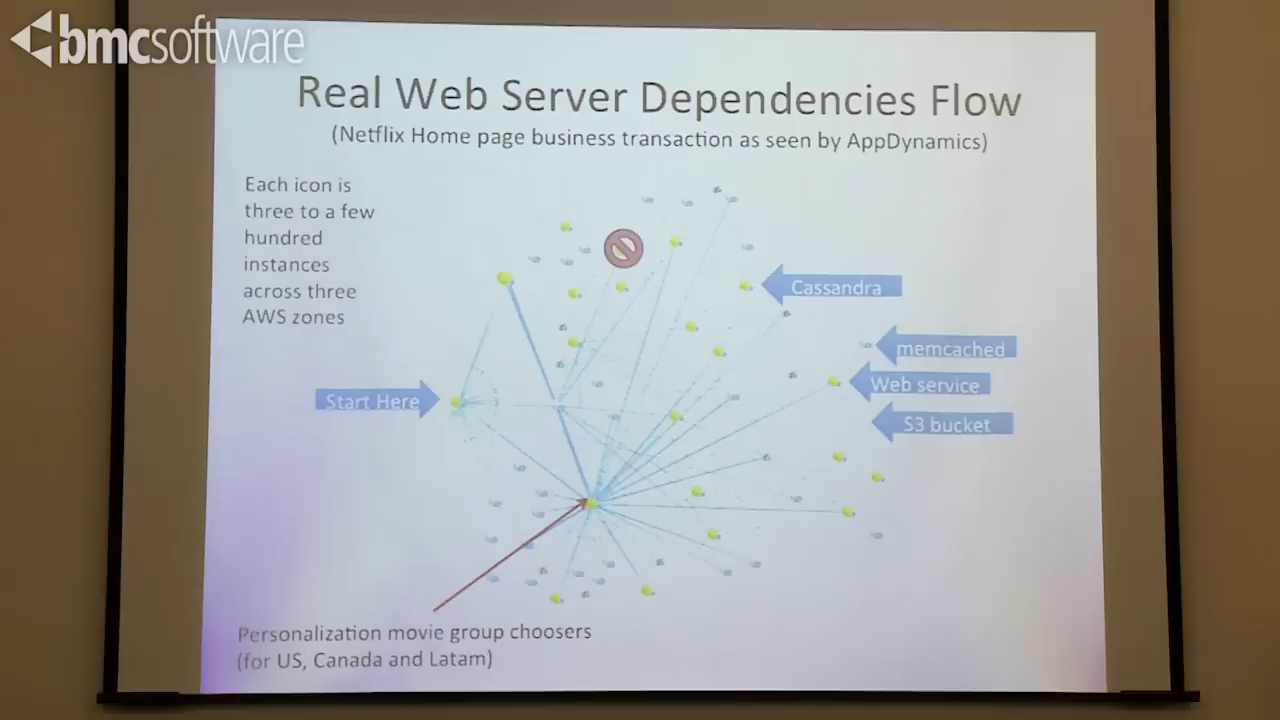 bmcsoftware
Real Web Server Dependencies Flow
(Netflix Home page business transaction as seen by AppDynamics)
Each icon is
three to a few
hundred
instances
across three
AWS zones
Cassandra
memcached
Web service
Start Here
S3 bucket
Personalization movie group choosers
(for US, Canada and Latam)